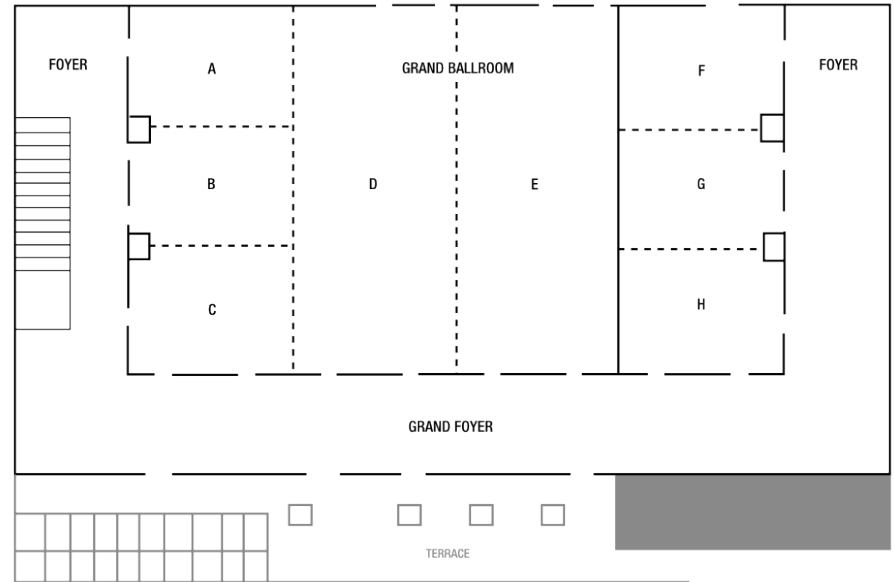 FOYER
A
GRAND BALLROOM
F
FOYER
B
D
E
G
C
H
GRAND FOYER
TERRACE